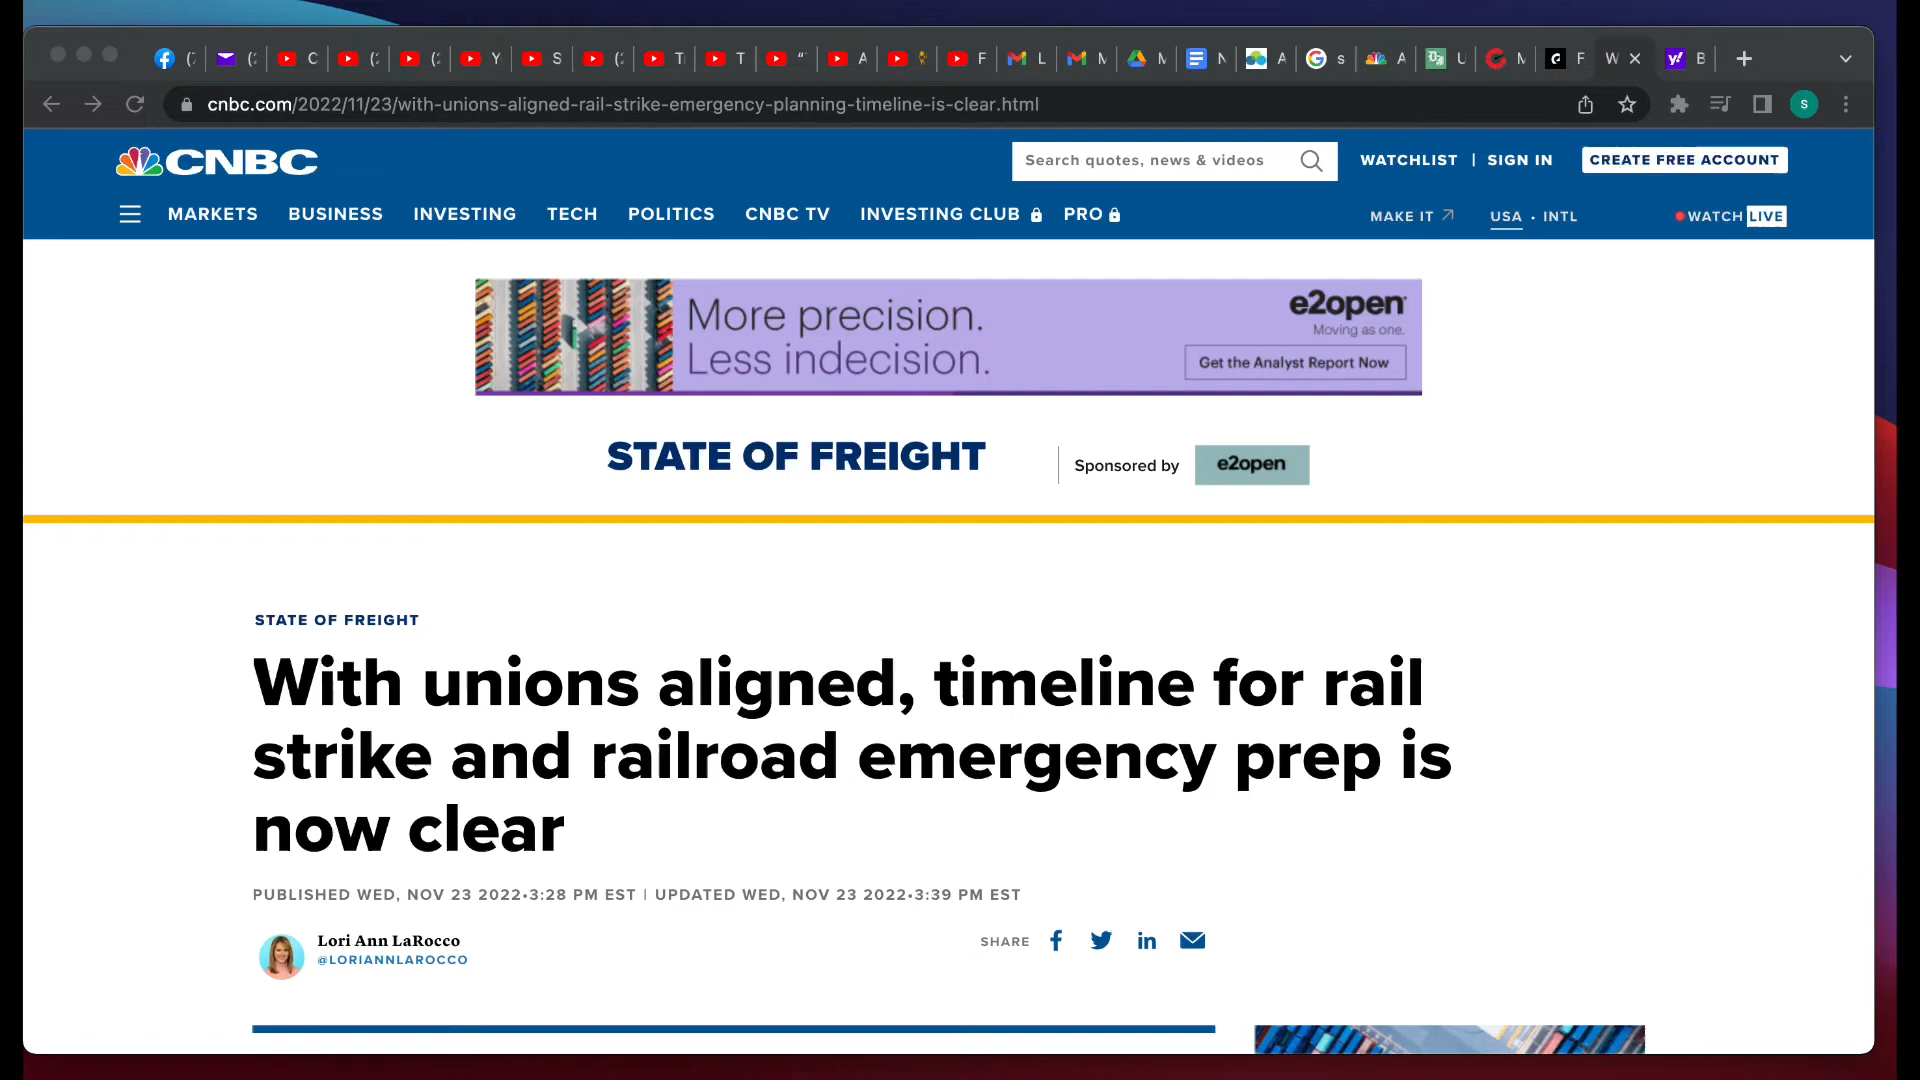 ( ( C ( ( Y S ( T T " A F L M M N A s A U M F W B
cnbc.com/2022/11/23/with-unions-aligned-rail-strike-emergency-planning-timeline-is-clear.html
S
CNBC
Search quotes, news & videos
WATCHLIST | SIGN IN
CREATE FREE ACCOUNT
MARKETS BUSINESS INVESTING TECH POLITICS CNBC TV INVESTING CLUB PRO
MAKE IT USA • INTL WATCH LIVE
More precision.
Less indecision.
e2open
Moving as one.
Get the Analyst Report Now
STATE OF FREIGHT
Sponsored by e2open
STATE OF FREIGHT
With unions aligned, timeline for rail
strike and railroad emergency prep is
now clear
PUBLISHED WED, NOV 23 2022•3:28 PM EST | UPDATED WED, NOV 23 2022•3:39 PM EST
Lori Ann LaRocco
@LORIANNLAROCCO
SHARE